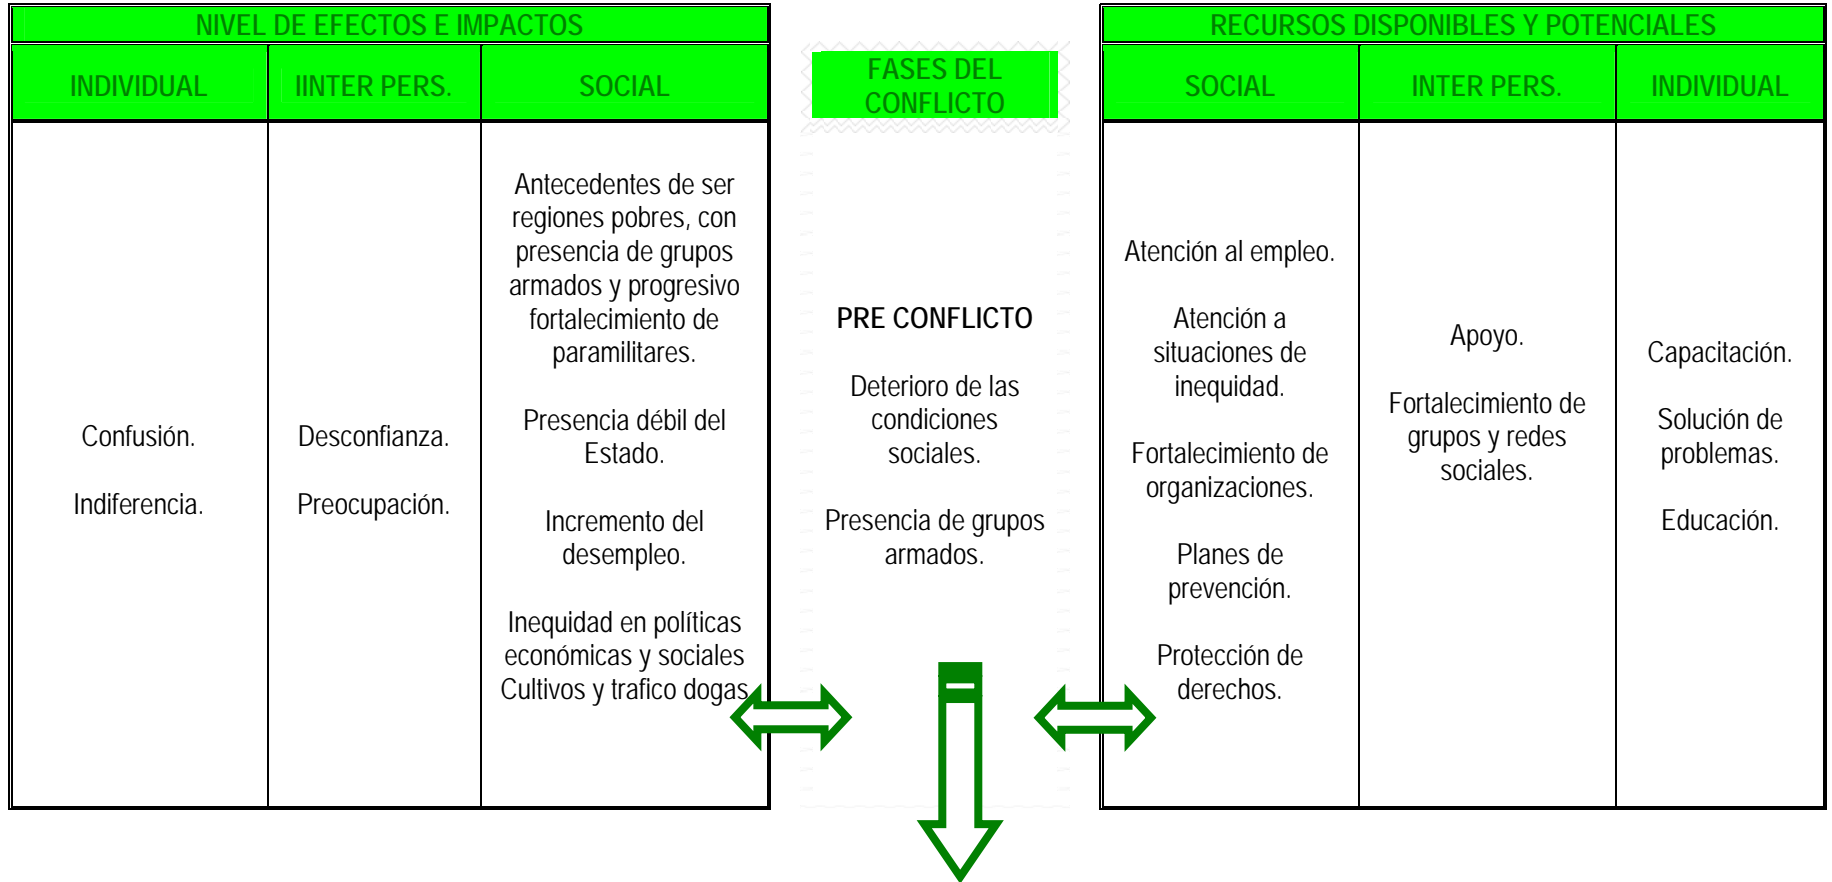 NIVEL DE EFECTOS E IMPACTOS
INDIVIDUAL
IINTER PERS.
SOCIAL
Confusión.
Indiferencia.
Desconfianza.
Preocupación.
Antecedentes de ser
regiones pobres, con
presencia de grupos
armados y progresivo
fortalecimiento de
paramilitares.
Presencia débil del
Estado.
Incremento del
desempleo.
Inequidad en políticas
económicas y sociales
Cultivos y trafico dogas
FASES DEL
CONFLICTO
PRE CONFLICTO
Deterioro de las
condiciones
sociales.
Presencia de grupos
armados.
RECURSOS DISPONIBLES Y POTENCIALES
SOCIAL
INTER PERS.
INDIVIDUAL
Atención al empleo.
Atención a
situaciones de
inequidad.
Fortalecimiento de
organizaciones.
Planes de
prevención.
Protección de
derechos.
Apoyo.
Fortalecimiento de
grupos y redes
sociales.
Capacitación.
Solución de
problemas.
Educación.